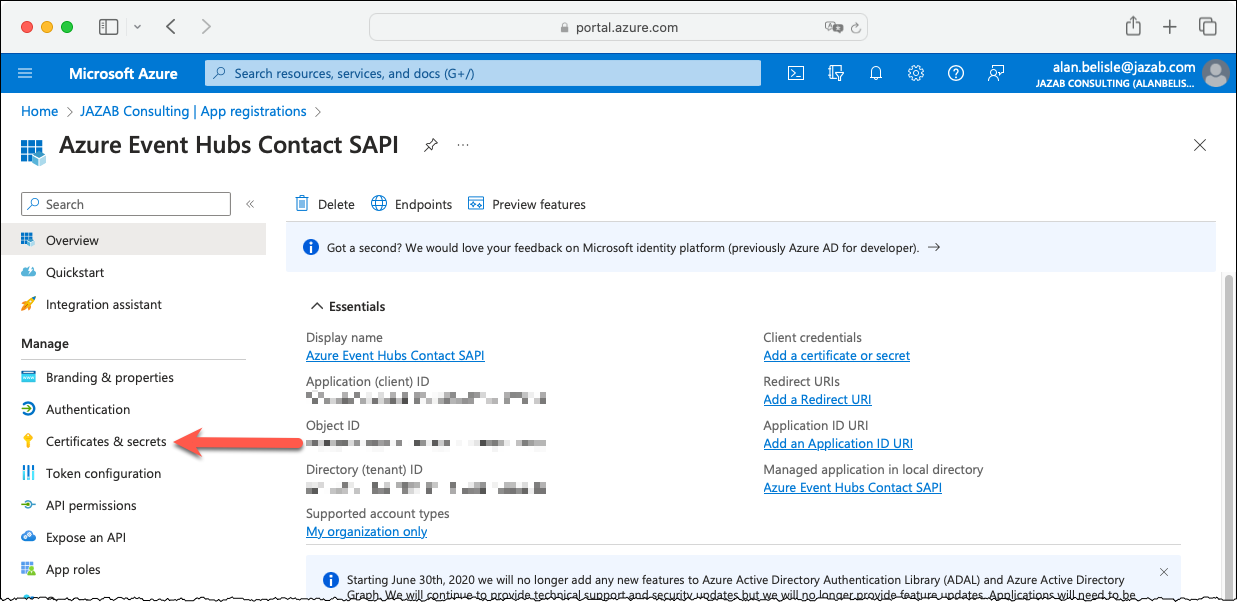 portal.azure.com
Microsoft Azure
Search resources, services, and docs (G+/)
alan.belisle@jazab.com
JAZAB CONSULTING (ALANBELIS...
Home > JAZAB Consulting | App registrations >
Azure Event Hubs Contact SAPI
...
Search
«
Delete
Endpoints
Preview features
Overview
Quickstart
Integration assistant
Manage
Branding & properties
Authentication
Certificates & secrets
Token configuration
API permissions
Expose an API
App roles
Got a second? We would love your feedback on Microsoft identity platform (previously Azure AD for developer). →
Essentials
Display name
Azure Event Hubs Contact SAPI
Application (client) ID
Object ID
Directory (tenant) ID
Supported account types
My organization only
Client credentials
Add a certificate or secret
Redirect URIs
Add a Redirect URI
Application ID URI
Add an Application ID URI
Managed application in local directory
Azure Event Hubs Contact SAPI
Starting June 30th, 2020 we will no longer add any new features to Azure Active Directory Authentication Library (ADAL) and Azure Active Directory
Graph. We will continue to provide technical support and security updates but we will no longer provide feature updates. Applications will need to be